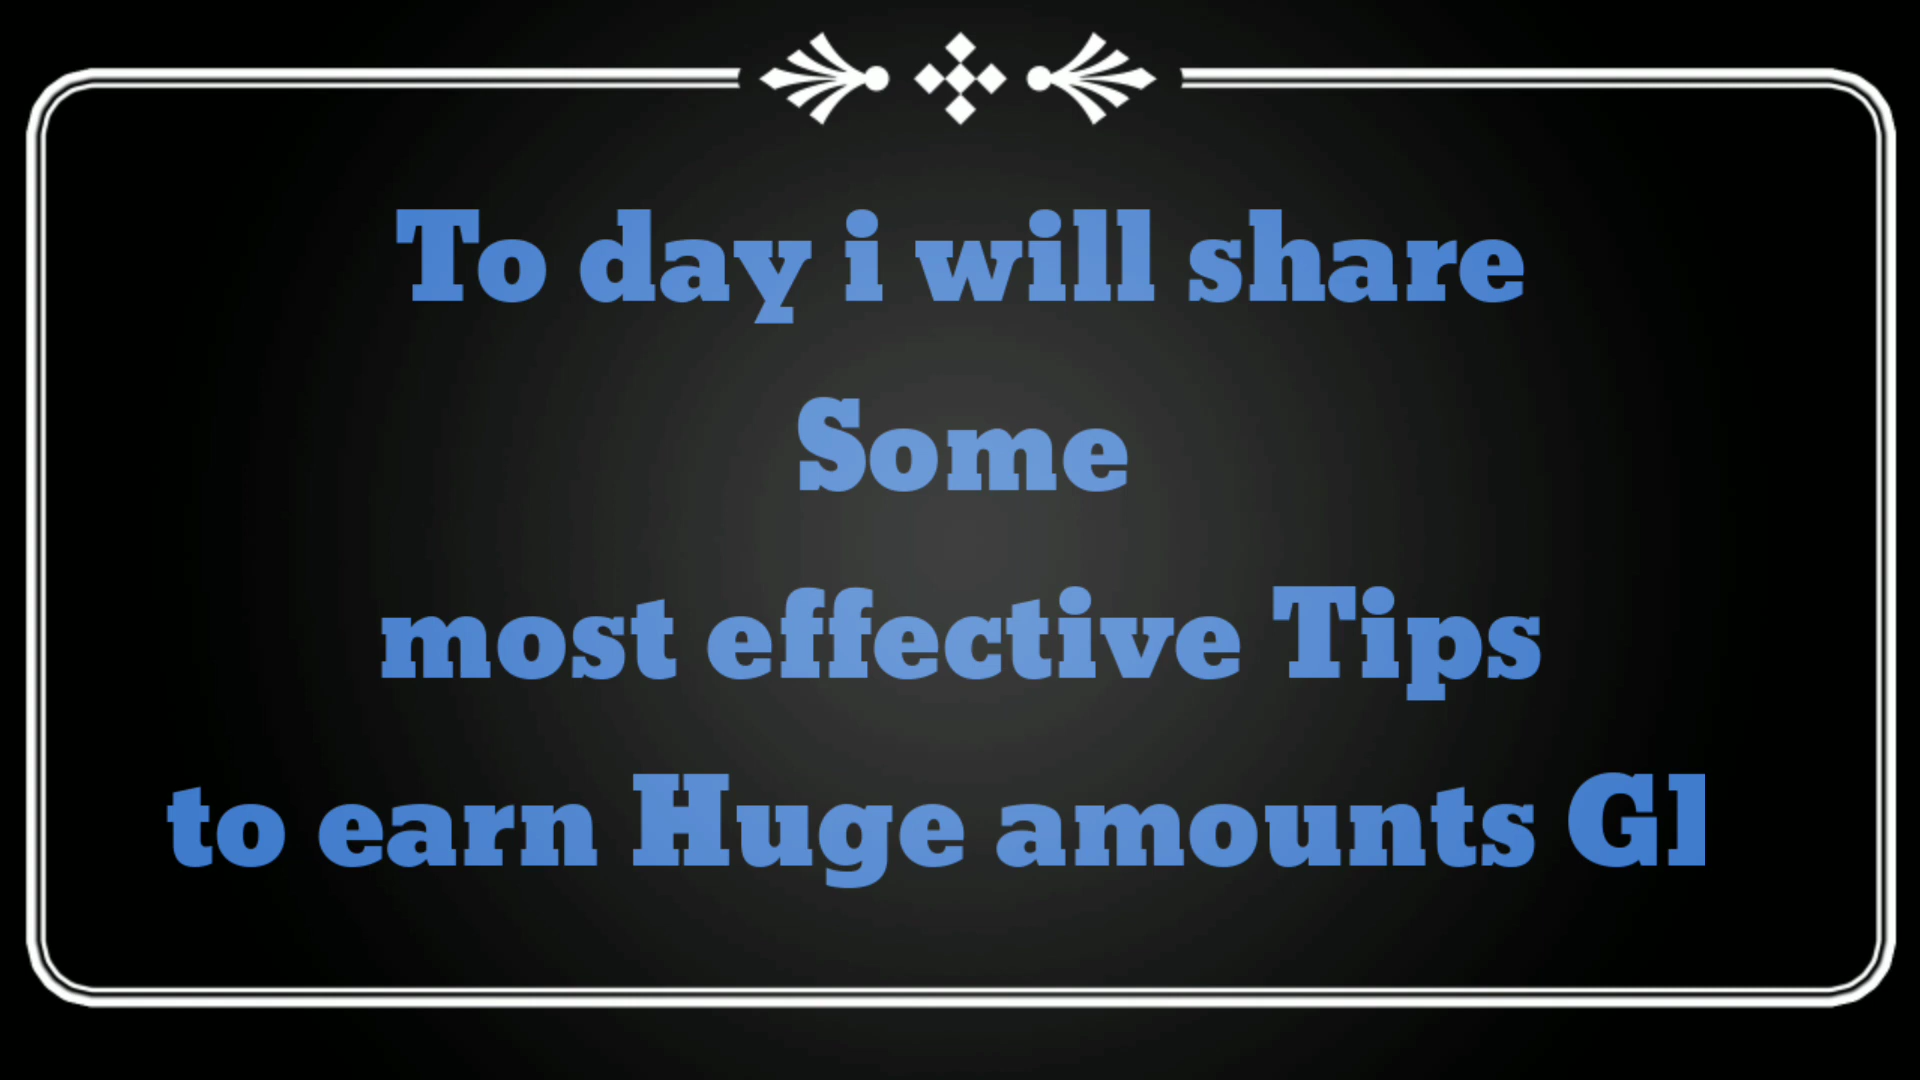 To day i will share
Some
most effective Tips
to earn Huge amounts Gl